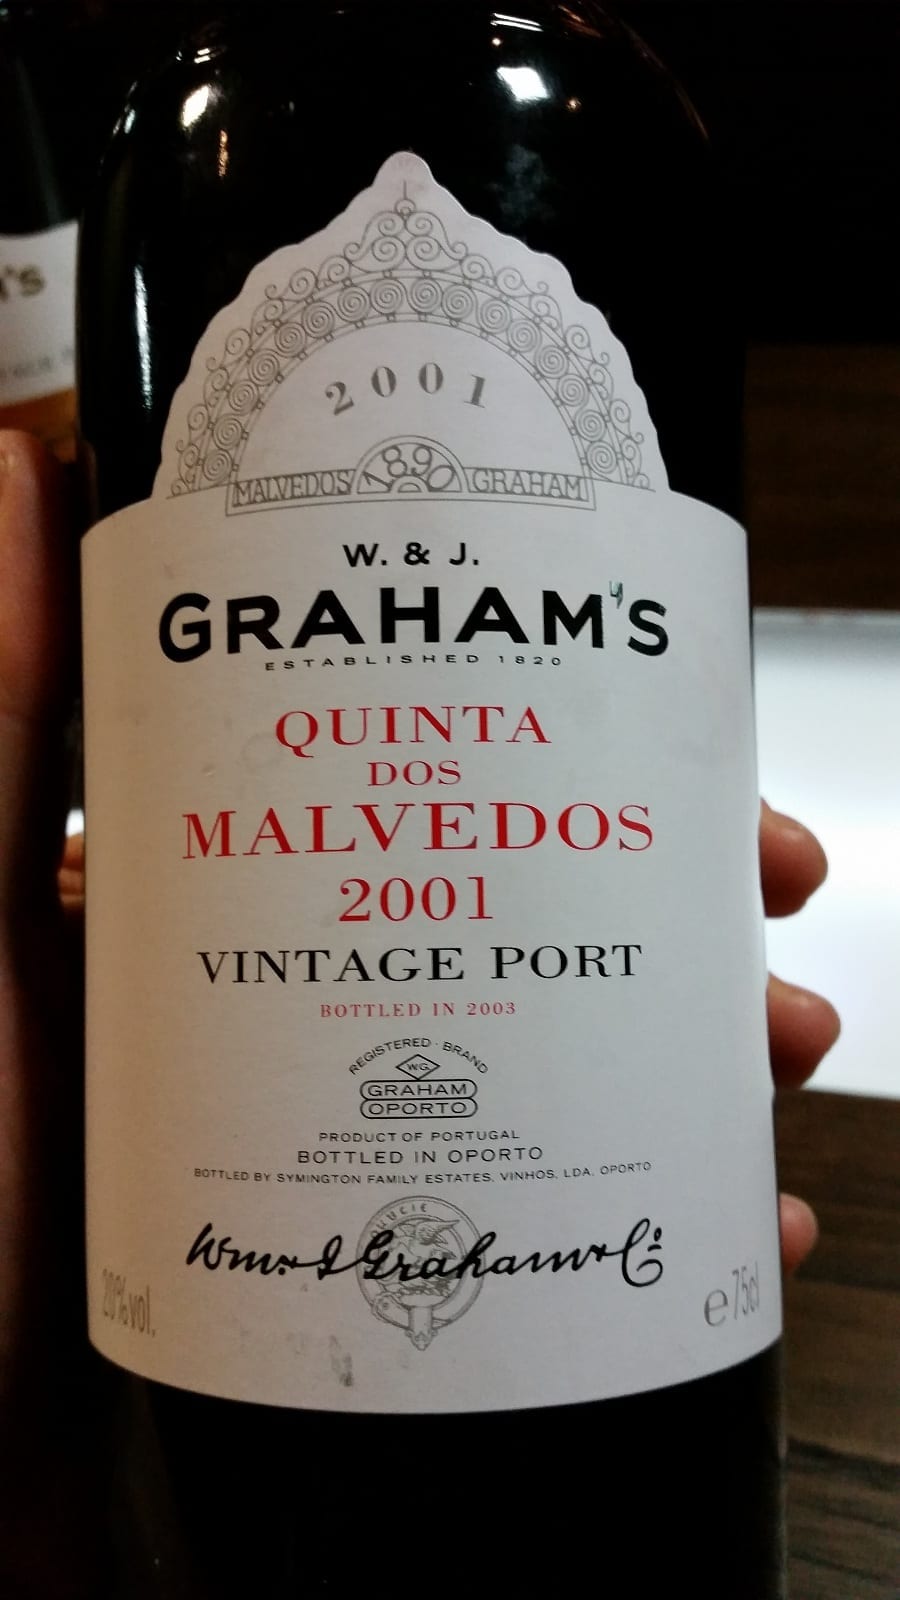 2001
MALVEDOS 1890 GRAHAM
W. & J.
GRAHAM'S
ESTABLISHED 1820
QUINTA
DOS
MALVEDOS
2001
VINTAGE PORT
BOTTLED IN 2003
REGISTERED · BRAND
W.G.
GRAHAM
OPORTO
PRODUCT OF PORTUGAL
BOTTLED IN OPORTO
BOTTLED BY SYMINGTON FAMILY ESTATES, VINHOS, LDA, OPORTO
Wm & J Graham & Co
20%vol.
e 75cl
'S